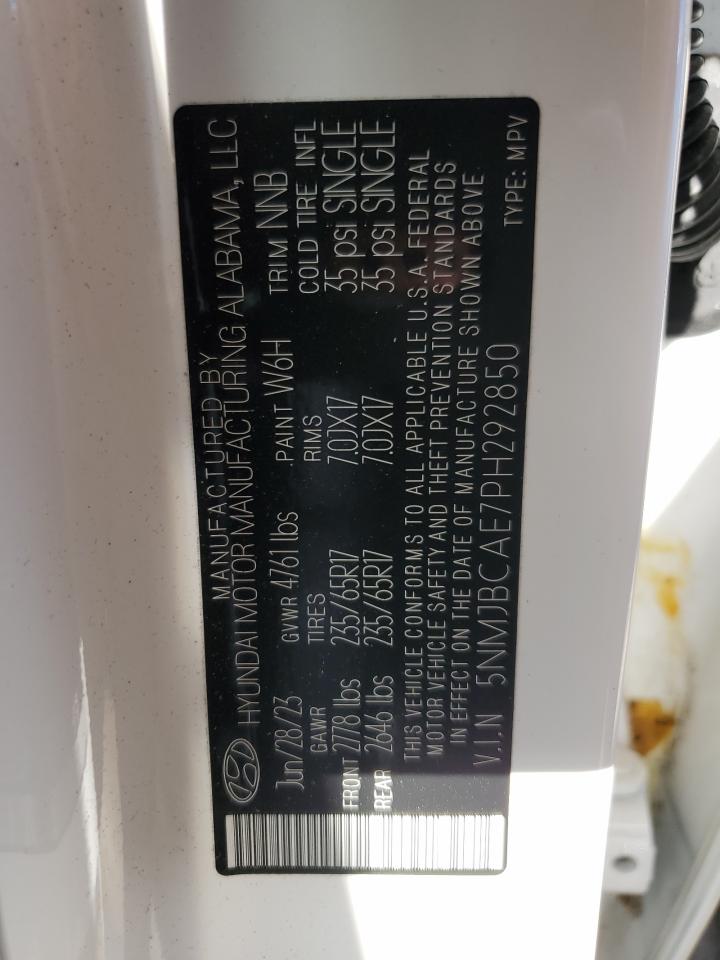 MANUFACTURED BY
HYUNDAI MOTOR MANUFACTURING ALABAMA, LLC
Jun/28/23 GVWR 4761 lbs PAINT W6H TRIM NNB
GAWR TIRES RIMS COLD TIRE INFL
FRONT 2778 lbs 235/65R17 7.0JX17 35 psi SINGLE
REAR 2646 lbs 235/65R17 7.0JX17 35 psi SINGLE
THIS VEHICLE CONFORMS TO ALL APPLICABLE U.S.A. FEDERAL
MOTOR VEHICLE SAFETY AND THEFT PREVENTION STANDARDS
IN EFFECT ON THE DATE OF MANUFACTURE SHOWN ABOVE.
V.I.N 5NMJBCAE7PH292850 TYPE: MPV